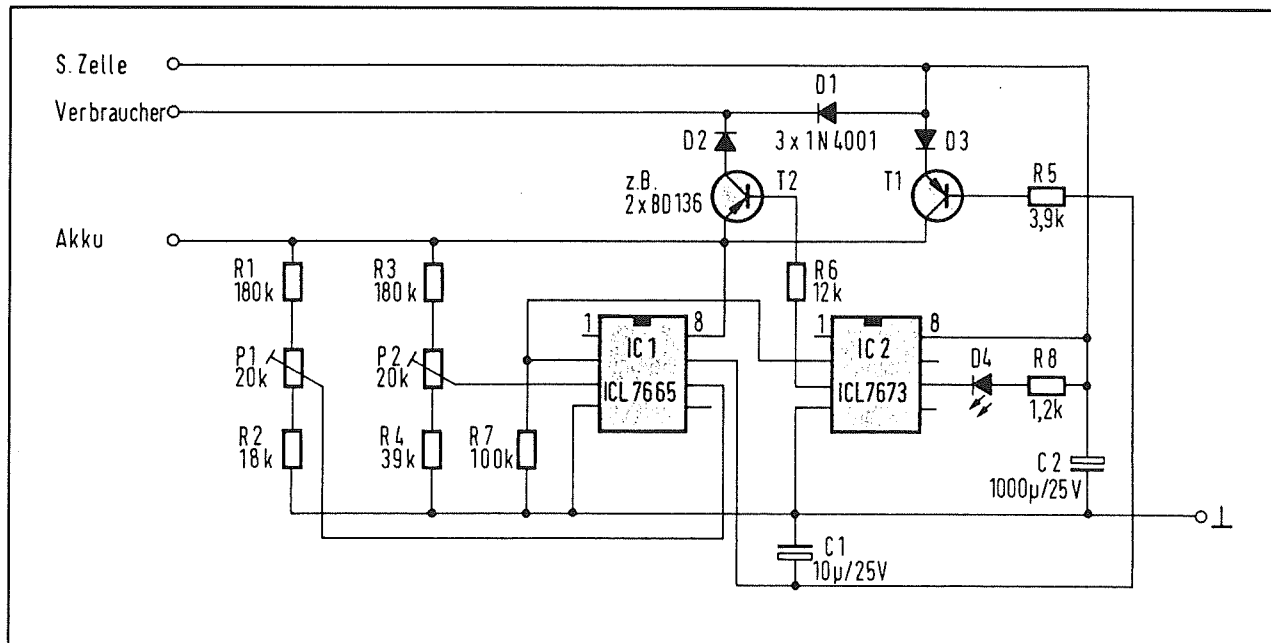 S. Zelle
Verbraucher
D1
3 x 1N 4001
D2
D3
z.B.
2 x BD136
T2
T1
R5
3,9k
Akku
R1
180k
R3
180k
R6
12k
1
8
IC 1
ICL 7665
1
8
IC 2
ICL7673
P1
20k
P2
20k
D4
R8
1,2k
R2
18k
R4
39k
R7
100k
C2
1000µ/25V
C1
10µ/25V